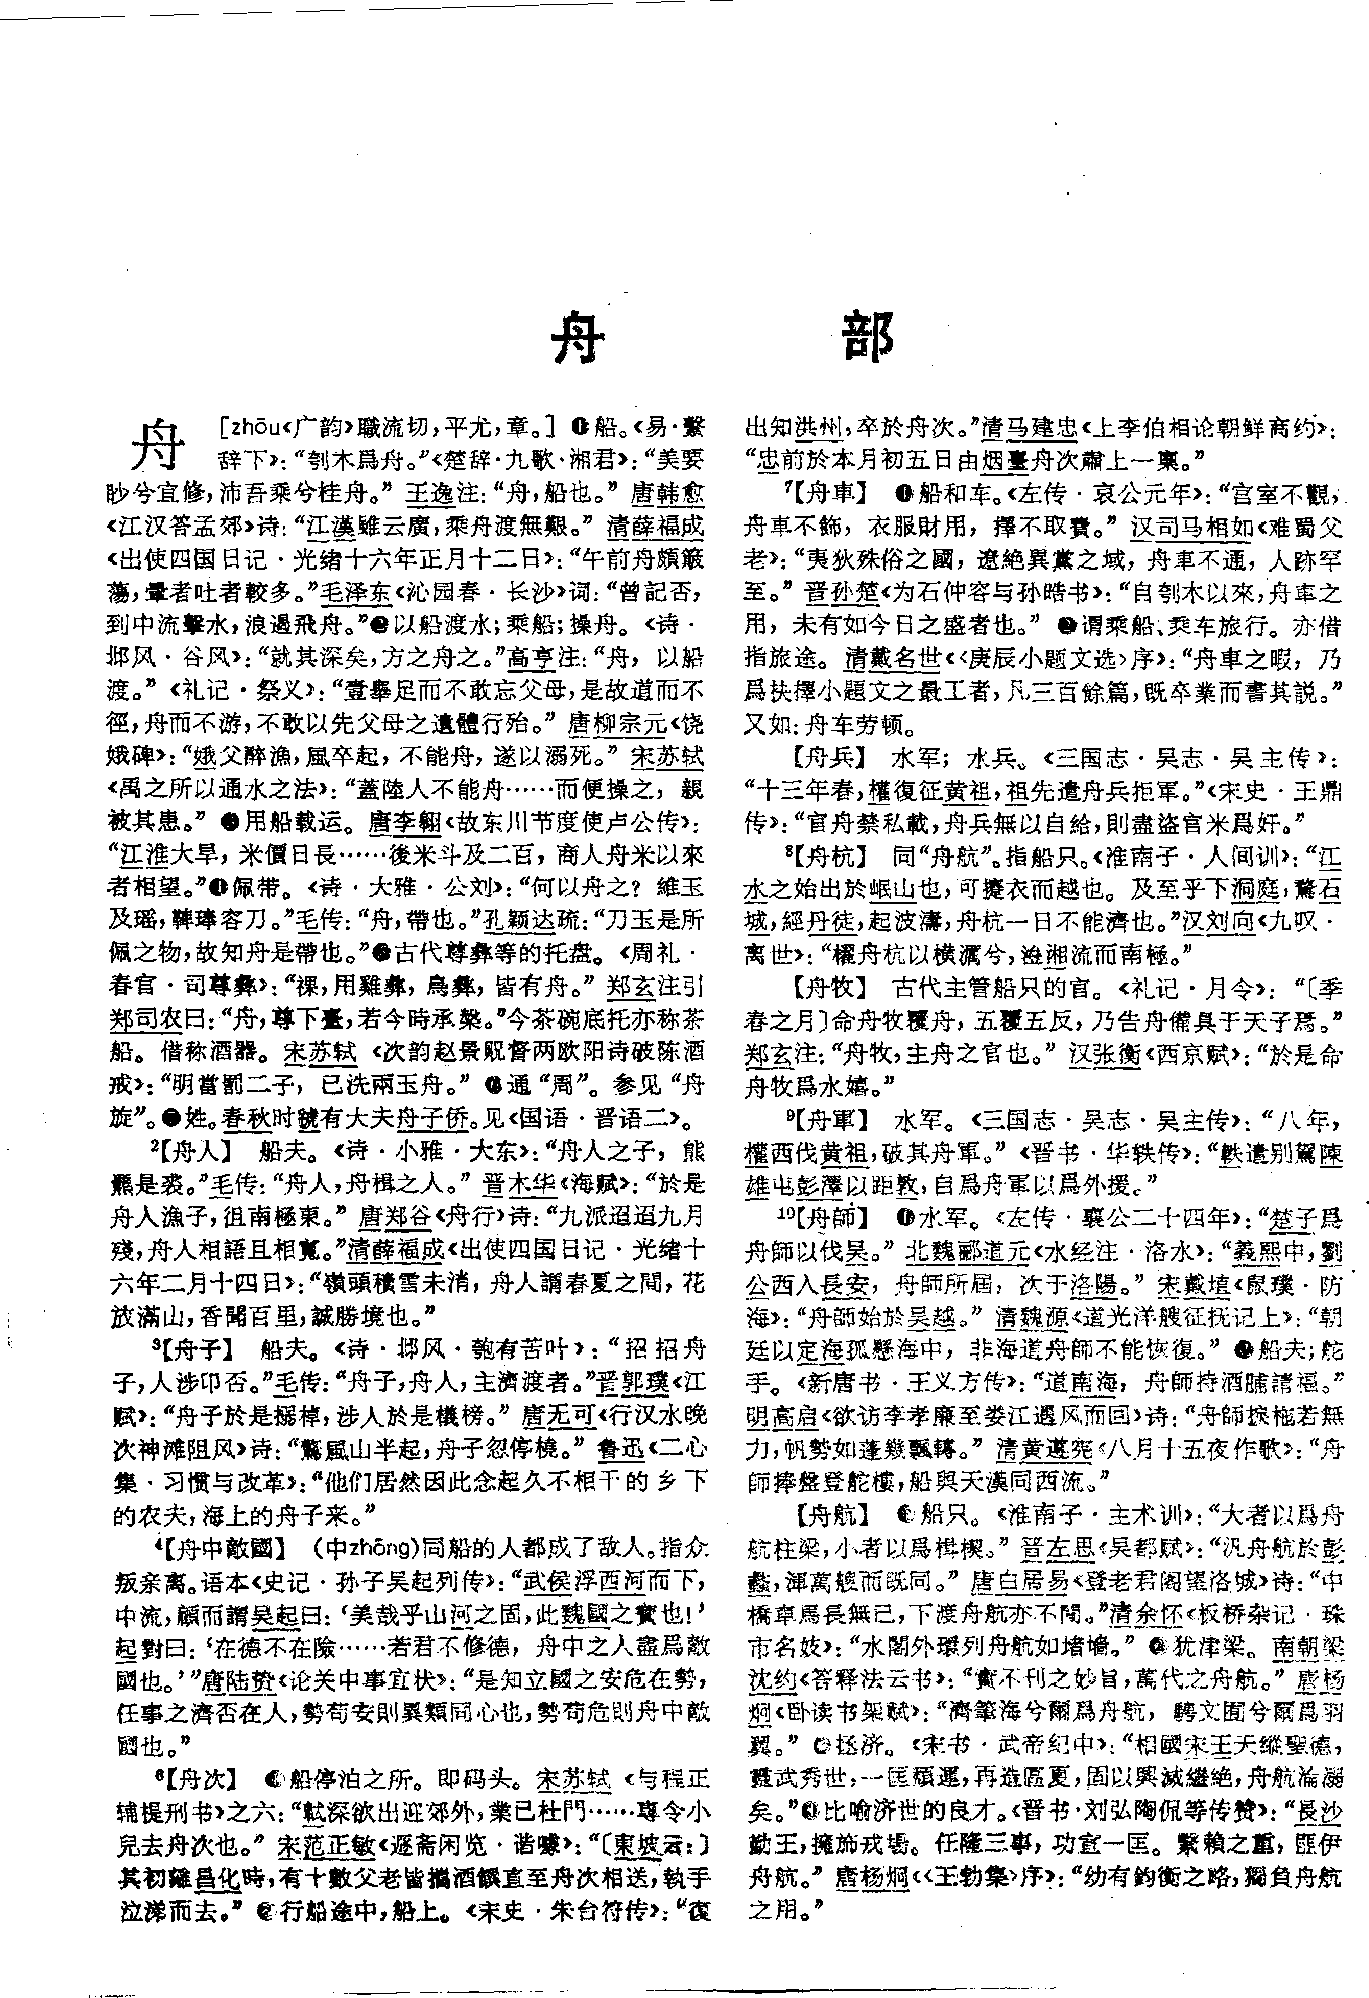 舟 部
舟 [zhōu《广韵》職流切，平尤，章。] ❶船。《易·繫
辞下》：“刳木爲舟。”《楚辞·九歌·湘君》：“美要
眇兮宜修，沛吾乘兮桂舟。” 王逸注：“舟，船也。” 唐韩愈
《江汉答孟郊》诗：“江漢雖云廣，乘舟渡無艱。” 清薛福成
《出使四国日记·光绪十六年正月十二日》：“午前舟頗簸
蕩，暈者吐者較多。”毛泽东《沁园春·长沙》词：“曾記否，
到中流擊水，浪遏飛舟。”❷以船渡水；乘船；操舟。《诗·
邶风·谷风》：“就其深矣，方之舟之。”高亨注：“舟，以船
渡。” 《礼记·祭义》：“壹舉足而不敢忘父母，是故道而不
徑，舟而不游，不敢以先父母之遺體行殆。” 唐柳宗元《饶
娥碑》：“娥父醉漁，風卒起，不能舟，遂以溺死。” 宋苏轼
《禹之所以通水之法》：“蓋陸人不能舟……而便操之，親
被其患。” ❸用船载运。唐李翱《故东川节度使卢公传》：
“江淮大旱，米價日長……後米斗及二百，商人舟米以來
者相望。”❹佩带。《诗·大雅·公刘》：“何以舟之？維玉
及瑶，鞞琫容刀。”毛传：“舟，帶也。”孔颖达疏：“刀玉是所
佩之物，故知舟是帶也。”❺古代尊彝等的托盘。《周礼·
春官·司尊彝》：“祼，用雞彝，鳥彝，皆有舟。” 郑玄注引
郑司农曰：“舟，尊下臺，若今時承槃。”今茶碗底托亦称茶
船。借称酒器。宋苏轼《次韵赵景贶督两欧阳诗破陈酒
戒》：“明當罰二子，已洗兩玉舟。” ❻通“周”。参见“舟
旋”。❼姓。春秋时虢有大夫舟子侨。见《国语·晋语二》。
2【舟人】 船夫。《诗·小雅·大东》：“舟人之子，熊
羆是裘。”毛传：“舟人，舟楫之人。” 晋木华《海赋》：“於是
舟人漁子，徂南極東。” 唐郑谷《舟行》诗：“九派迢迢九月
殘，舟人相語且相寬。”清薛福成《出使四国日记·光绪十
六年二月十四日》：“嶺頭積雪未消，舟人謂春夏之間，花
放滿山，香聞百里，誠勝境也。”
3【舟子】 船夫。《诗·邶风·匏有苦叶》：“招招舟
子，人涉卬否。”毛传：“舟子，舟人，主濟渡者。”晋郭璞《江
赋》：“舟子於是搦棹，涉人於是檥榜。” 唐无可《行汉水晚
次神滩阻风》诗：“驚風山半起，舟子忽停橈。” 鲁迅《二心
集·习惯与改革》：“他们居然因此念起久不相干的乡下
的农夫，海上的舟子来。”
4【舟中敵國】 （中zhōng）同船的人都成了敌人。指众
叛亲离。语本《史记·孙子吴起列传》：“武侯浮西河而下，
中流，顧而謂吴起曰：‘美哉乎山河之固，此魏國之寳也！’
起對曰：‘在德不在險……若君不修德，舟中之人盡爲敵
國也。’”唐陆贽《论关中事宜状》：“是知立國之安危在勢，
任事之濟否在人，勢苟安則異類同心也，勢苟危則舟中敵
國也。”
6【舟次】 ❶船停泊之所。即码头。宋苏轼《与程正
辅提刑书》之六：“軾深欲出迎郊外，業已杜門……專令小
兒去舟次也。” 宋范正敏《遯斋闲览·谐噱》：“〔東坡云：〕
其初離昌化時，有十數父老皆攜酒饌直至舟次相送，執手
泣涕而去。” ❷行船途中，船上。《宋史·朱台符传》：“復
出知洪州，卒於舟次。”清马建忠《上李伯相论朝鲜商约》：
“忠前於本月初五日由烟臺舟次肅上一稟。”
7【舟車】 ❶船和车。《左传·哀公元年》：“宫室不觀，
舟車不飾，衣服財用，擇不取費。” 汉司马相如《难蜀父
老》：“夷狄殊俗之國，遼絶異黨之域，舟車不通，人跡罕
至。” 晋孙楚《为石仲容与孙皓书》：“自刳木以來，舟車之
用，未有如今日之盛者也。” ❷谓乘船、乘车旅行。亦借
指旅途。清戴名世《〈庚辰小题文选〉序》：“舟車之暇，乃
爲抉擇小題文之最工者，凡三百餘篇，既卒業而書其説。”
又如：舟车劳顿。
【舟兵】 水军；水兵。《三国志·吴志·吴主传》：
“十三年春，權復征黄祖，祖先遣舟兵拒軍。”《宋史·王鼎
传》：“官舟禁私載，舟兵無以自給，則盡盜官米爲奸。”
8【舟杭】 同“舟航”。指船只。《淮南子·人间训》：“江
水之始出於岷山也，可攓衣而越也。及至乎下洞庭，騖石
城，經丹徒，起波濤，舟杭一日不能濟也。”汉刘向《九叹·
离世》：“櫂舟杭以横濿兮，濟湘流而南極。”
【舟牧】 古代主管船只的官。《礼记·月令》：“〔季
春之月〕命舟牧覆舟，五覆五反，乃告舟備具于天子焉。”
郑玄注：“舟牧，主舟之官也。” 汉张衡《西京赋》：“於是命
舟牧爲水嬉。”
9【舟軍】 水军。《三国志·吴志·吴主传》：“八年，
權西伐黄祖，破其舟軍。” 《晋书·华轶传》：“軼遣别駕陳
雄屯彭澤以距敦，自爲舟軍以爲外援。”
10【舟師】 ❶水军。《左传·襄公二十四年》：“楚子爲
舟師以伐吴。” 北魏郦道元《水经注·洛水》：“義熙中，劉
公西入長安，舟師所屆，次于洛陽。” 宋戴埴《鼠璞·防
海》：“舟師始於吴越。” 清魏源《道光洋艘征抚记上》：“朝
廷以定海孤懸海中，非海道舟師不能恢復。” ❷船夫；舵
手。《新唐书·王义方传》：“道南海，舟師持酒脯請福。”
明高启《欲访李孝廉至娄江遇风而回》诗：“舟師捩柂若無
力，帆勢如蓬幾飄轉。” 清黄遵宪《八月十五夜作歌》：“舟
師捧盤登舵樓，船與天漢同西流。”
【舟航】 ❶船只。《淮南子·主术训》：“大者以爲舟
航柱梁，小者以爲楫楔。” 晋左思《吴都赋》：“汎舟航於彭
蠡，渾萬艘而既同。” 唐白居易《登老君阁望洛城》诗：“中
橋車馬長無已，下渡舟航亦不閒。”清余怀《板桥杂记·珠
市名妓》：“水閣外環列舟航如堵墻。” ❷犹津梁。南朝梁
沈约《答释法云书》：“實不刊之妙旨，萬代之舟航。” 唐杨
炯《卧读书架赋》：“濟筆海兮爾爲舟航，騁文囿兮爾爲羽
翼。” ❸拯济。《宋书·武帝纪中》：“相國宋王天縱聖德，
靈武秀世，一匡頹運，再造區夏，固以興滅繼絶，舟航淪溺
矣。”❹比喻济世的良才。《晋书·刘弘陶侃等传赞》：“長沙
勤王，擁旆戎場。任隆三事，功宣一匡。繄賴之重，匪伊
舟航。” 唐杨炯《〈王勃集〉序》：“幼有鈞衡之略，獨負舟航
之用。”